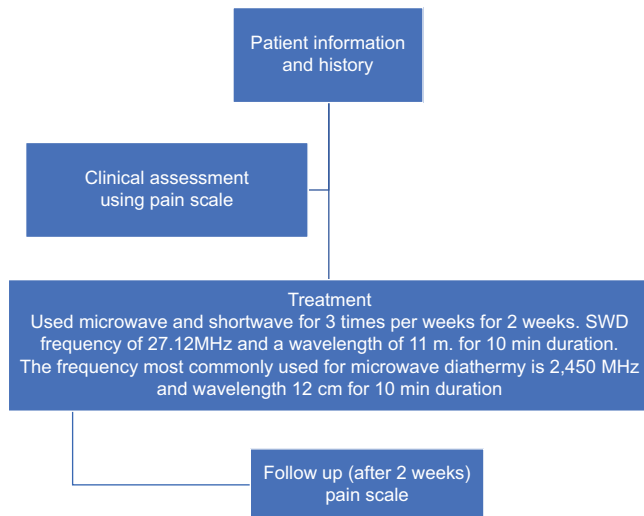 Patient information
and history
Clinical assessment
using pain scale
Treatment
Used microwave and shortwave for 3 times per weeks for 2 weeks. SWD
frequency of 27.12MHz and a wavelength of 11 m. for 10 min duration.
The frequency most commonly used for microwave diathermy is 2,450 MHz
and wavelength 12 cm for 10 min duration
Follow up (after 2 weeks)
pain scale